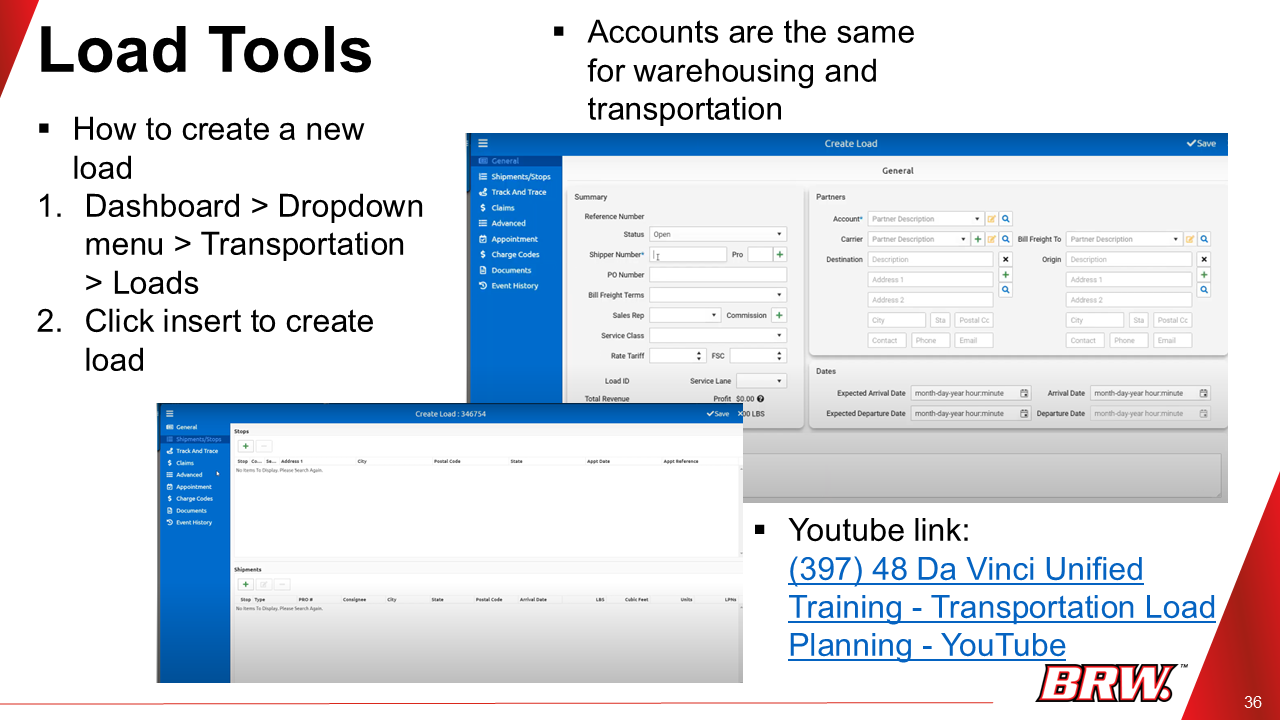 Load Tools
▪ How to create a new
load
1. Dashboard > Dropdown
menu > Transportation
> Loads
2. Click insert to create
load
▪ Accounts are the same
for warehousing and
transportation
Create Load
Save
General
Shipments/Stops
Track And Trace
Claims
Advanced
Appointment
Charge Codes
Documents
Event History
General
Summary
Reference Number
Status Open
Shipper Number* Pro
PO Number
Bill Freight Terms
Sales Rep Commission
Service Class
Rate Tariff FSC
Load ID Service Lane
Total Revenue Profit $0.00
00 LBS
Partners
Account* Partner Description
Carrier Partner Description Bill Freight To Partner Description
Destination Description Origin Description
Address 1 Address 1
Address 2 Address 2
City Sta Postal Cc City Sta Postal Cc
Contact Phone Email Contact Phone Email
Dates
Expected Arrival Date month-day-year hour:minute Arrival Date month-day-year hour:minute
Expected Departure Date month-day-year hour:minute Departure Date month-day-year hour:minute
Create Load : 346754
Save ×
General
Shipments/Stops
Track And Trace
Claims
Advanced
Appointment
Charge Codes
Documents
Event History
Stops
Stop Co... Se... Address 1 City Postal Code State Appt Date Appt Reference
No Items To Display. Please Search Again.
Shipments
Stop Type PRO # Consignee City State Postal Code Arrival Date LBS Cubic Feet Units LPNs
No Items To Display. Please Search Again.
▪ Youtube link:
(397) 48 Da Vinci Unified
Training - Transportation Load
Planning - YouTube
BRW.™
36